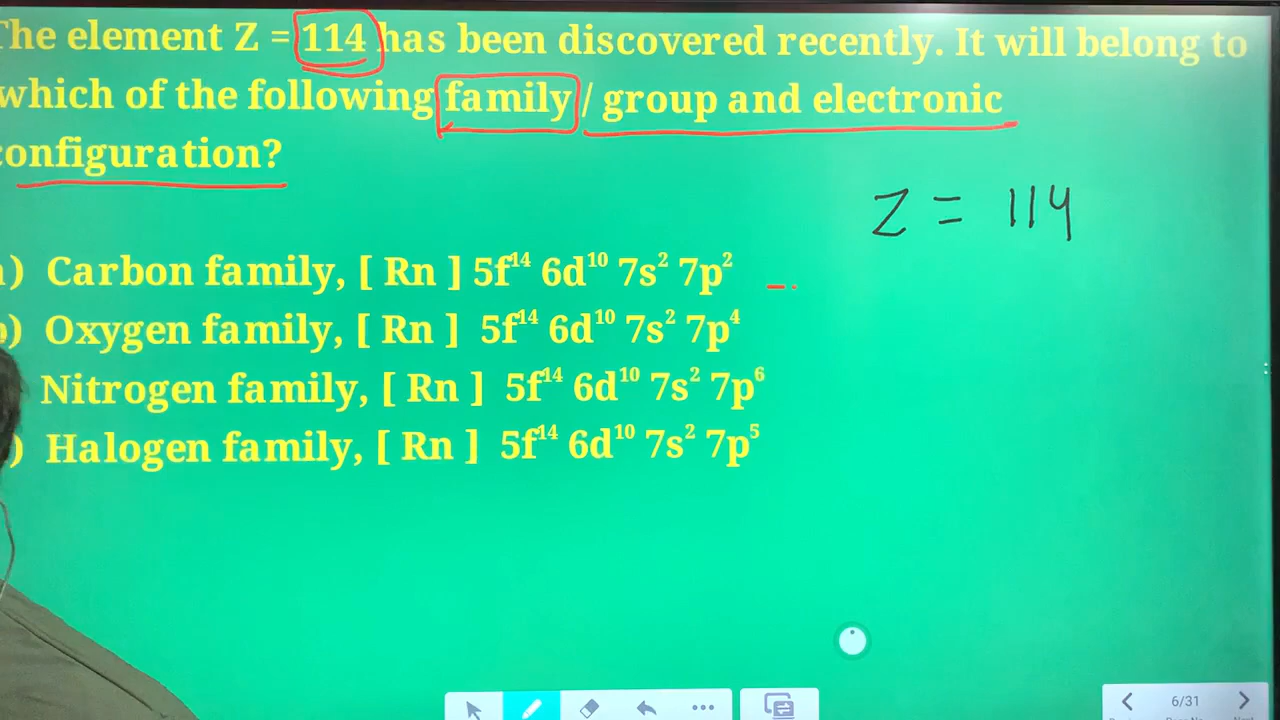 The element Z = 114 has been discovered recently. It will belong to
which of the following family / group and electronic
configuration?
Z = 114
a) Carbon family, [ Rn ] 5f¹⁴ 6d¹⁰ 7s² 7p²
b) Oxygen family, [ Rn ] 5f¹⁴ 6d¹⁰ 7s² 7p⁴
Nitrogen family, [ Rn ] 5f¹⁴ 6d¹⁰ 7s² 7p⁶
) Halogen family, [ Rn ] 5f¹⁴ 6d¹⁰ 7s² 7p⁵
6/31